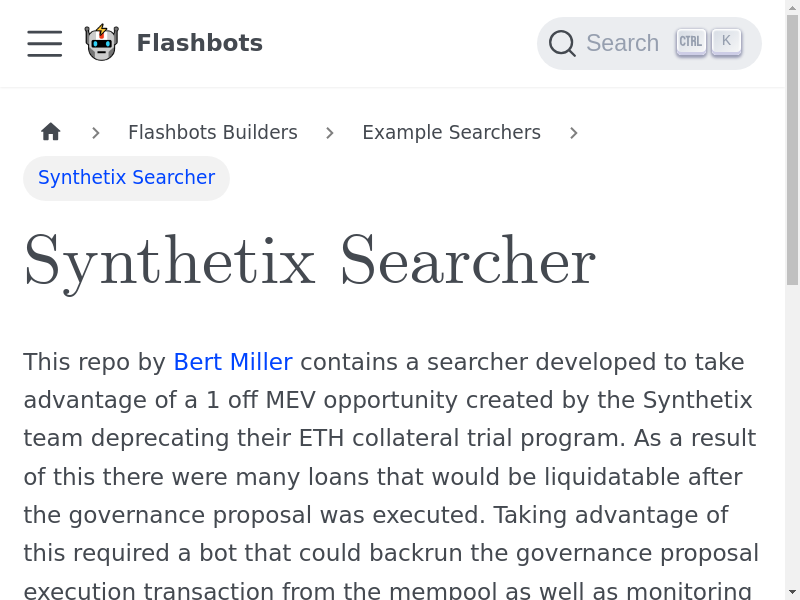 Flashbots
Search CTRL K
Flashbots Builders
Example Searchers
Synthetix Searcher
Synthetix Searcher
This repo by Bert Miller contains a searcher developed to take
advantage of a 1 off MEV opportunity created by the Synthetix
team deprecating their ETH collateral trial program. As a result
of this there were many loans that would be liquidatable after
the governance proposal was executed. Taking advantage of
this required a bot that could backrun the governance proposal
execution transaction from the mempool as well as monitoring